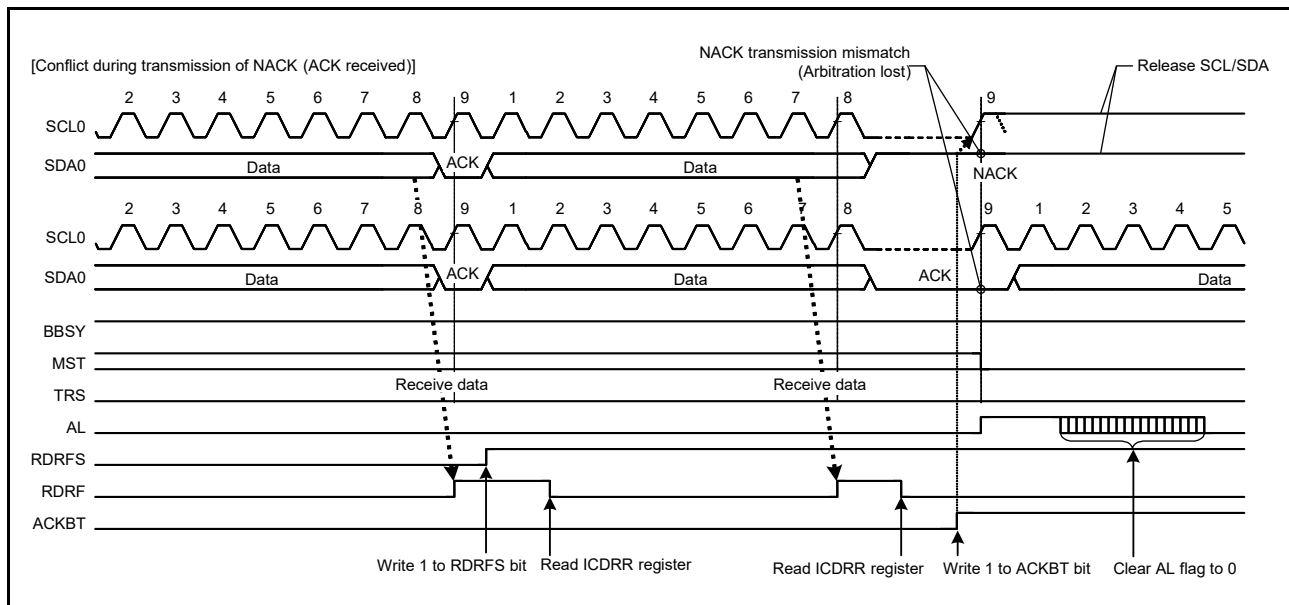 [Conflict during transmission of NACK (ACK received)]
NACK transmission mismatch
(Arbitration lost)
Release SCL/SDA
2 3 4 5 6 7 8 9 1 2 3 4 5 6 7 8 9
SCL0
SDA0 Data ACK Data NACK
2 3 4 5 6 7 8 9 1 2 3 4 5 6 7 8 9 1 2 3 4 5
SCL0
SDA0 Data ACK Data ACK Data
BBSY
MST
Receive data Receive data
TRS
AL
RDRFS
RDRF
ACKBT
Write 1 to RDRFS bit Read ICDRR register Read ICDRR register Write 1 to ACKBT bit Clear AL flag to 0